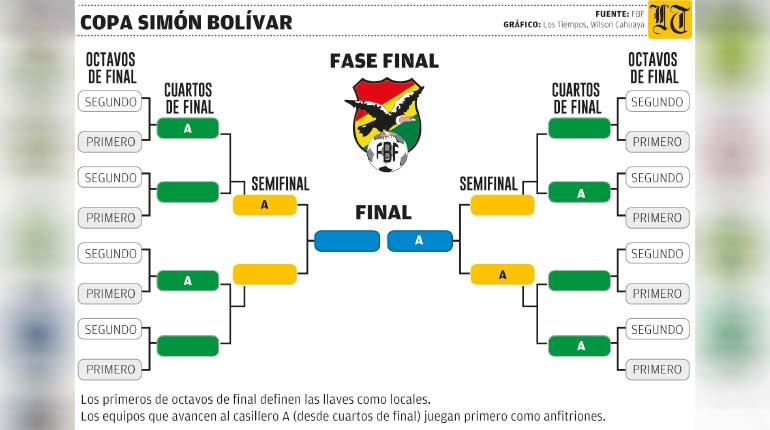 COPA SIMÓN BOLÍVAR
FUENTE: FBF
GRÁFICO: Los Tiempos, Wilson Cahuaya
LT
FASE FINAL
FBF
OCTAVOS
DE FINAL
CUARTOS
DE FINAL
SEMIFINAL
FINAL
SEMIFINAL
CUARTOS
DE FINAL
OCTAVOS
DE FINAL
SEGUNDO
PRIMERO
SEGUNDO
PRIMERO
SEGUNDO
PRIMERO
SEGUNDO
PRIMERO
A
A
A
A
A
A
A
SEGUNDO
PRIMERO
SEGUNDO
PRIMERO
SEGUNDO
PRIMERO
SEGUNDO
PRIMERO
Los primeros de octavos de final definen las llaves como locales.
Los equipos que avancen al casillero A (desde cuartos de final) juegan primero como anfitriones.